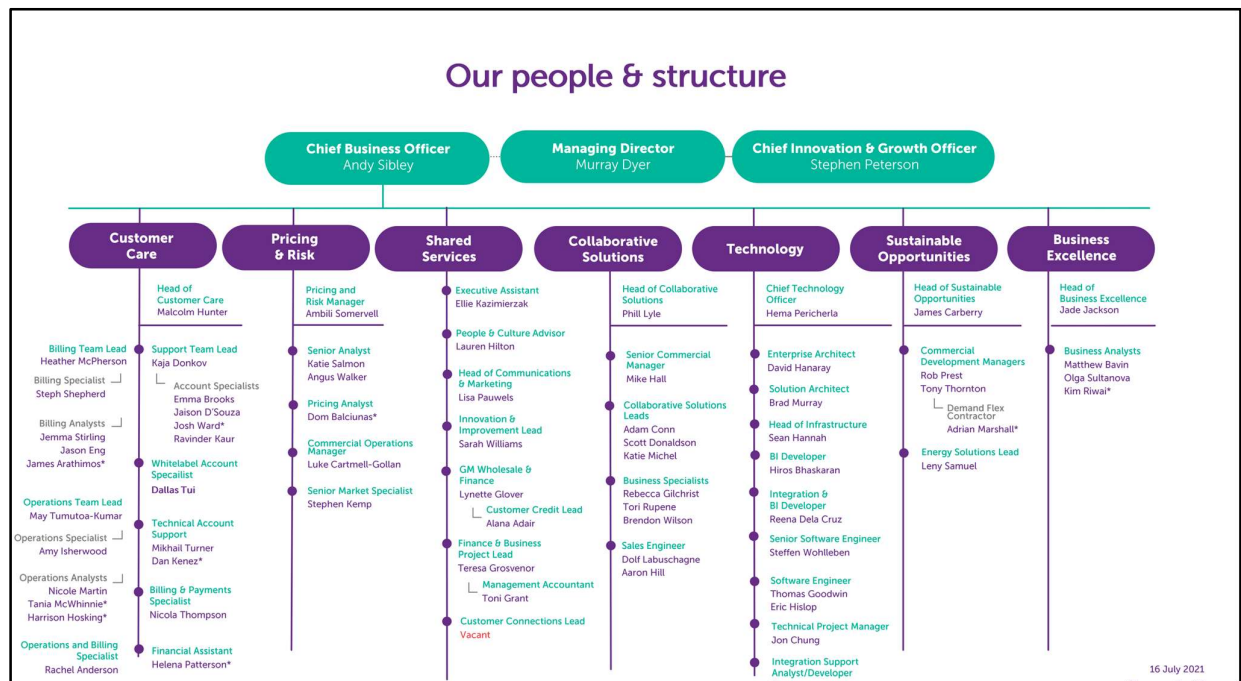 Our people & structure
Chief Business Officer
Andy Sibley
Managing Director
Murray Dyer
Chief Innovation & Growth Officer
Stephen Peterson
Customer
Care
Head of
Customer Care
Malcolm Hunter
Billing Team Lead
Heather McPherson
Billing Specialist
Steph Shepherd
Billing Analysts
Jemma Stirling
Jason Eng
James Arathimos*
Operations Team Lead
May Tumutoa-Kumar
Operations Specialist
Amy Isherwood
Operations Analysts
Nicole Martin
Tania McWhinnie*
Harrison Hosking*
Operations and Billing
Specialist
Rachel Anderson
Support Team Lead
Kaja Donkov
Account Specialists
Emma Brooks
Jaison D'Souza
Josh Ward*
Ravinder Kaur
Whitelabel Account
Specailist
Dallas Tui
Technical Account
Support
Mikhail Turner
Dan Kenez*
Billing & Payments
Specialist
Nicola Thompson
Financial Assistant
Helena Patterson*
Pricing
& Risk
Pricing and
Risk Manager
Ambili Somervell
Senior Analyst
Katie Salmon
Angus Walker
Pricing Analyst
Dom Balciunas*
Commercial Operations
Manager
Luke Cartmell-Gollan
Senior Market Specialist
Stephen Kemp
Shared
Services
Executive Assistant
Ellie Kazimierzak
People & Culture Advisor
Lauren Hilton
Head of Communications
& Marketing
Lisa Pauwels
Innovation &
Improvement Lead
Sarah Williams
GM Wholesale &
Finance
Lynette Glover
Customer Credit Lead
Alana Adair
Finance & Business
Project Lead
Teresa Grosvenor
Management Accountant
Toni Grant
Customer Connections Lead
Vacant
Collaborative
Solutions
Head of Collaborative
Solutions
Phill Lyle
Senior Commercial
Manager
Mike Hall
Collaborative Solutions
Leads
Adam Conn
Scott Donaldson
Katie Michel
Business Specialists
Rebecca Gilchrist
Tori Rupene
Brendon Wilson
Sales Engineer
Dolf Labuschagne
Aaron Hill
Technology
Chief Technology
Officer
Hema Pericherla
Enterprise Architect
David Hanaray
Solution Architect
Brad Murray
Head of Infrastructure
Sean Hannah
BI Developer
Hiros Bhaskaran
Integration &
BI Developer
Reena Dela Cruz
Senior Software Engineer
Steffen Wohlleben
Software Engineer
Thomas Goodwin
Eric Hislop
Technical Project Manager
Jon Chung
Integration Support
Analyst/Developer
Sustainable
Opportunities
Head of Sustainable
Opportunities
James Carberry
Commercial
Development Managers
Rob Prest
Tony Thornton
Demand Flex
Contractor
Adrian Marshall*
Energy Solutions Lead
Leny Samuel
Business
Excellence
Head of
Business Excellence
Jade Jackson
Business Analysts
Matthew Bavin
Olga Sultanova
Kim Riwai*
16 July 2021